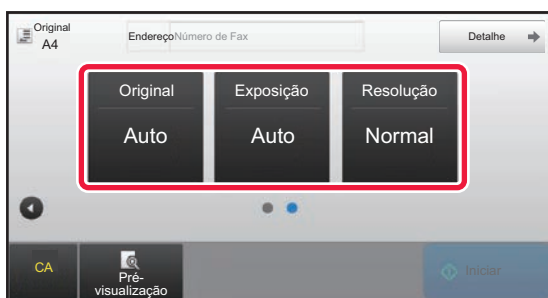 Original
A4
Endereço Número de Fax
Detalhe
Original Exposição Resolução
Auto Auto Normal
CA
Pré-
visualização
Iniciar